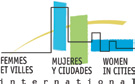 FEMMES MUJERES WOMEN
ET VILLES Y CIUDADES IN CITIES
international